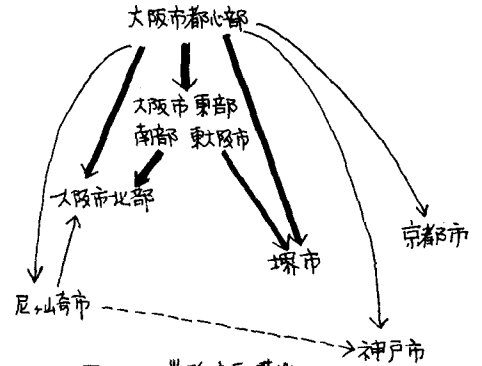 大阪市都心部
大阪市東部
南部 東大阪市
大阪市北部
京都市
堺市
尼ヶ崎市
神戸市